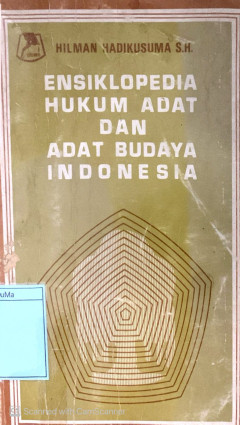 HILMAN HADIKUSUMA S.H.
ENSIKLOPEDIA
HUKUM ADAT
DAN
ADAT BUDAYA
INDONESIA
uMa
Scanned with CamScanner